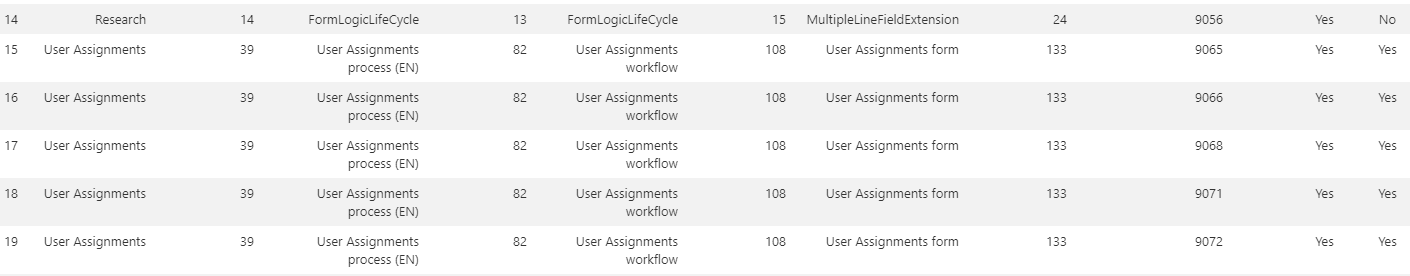 14 Research 14 FormLogicLifeCycle 13 FormLogicLifeCycle 15 MultipleLineFieldExtension 24 9056 Yes No
15 User Assignments 39 User Assignments 82 User Assignments 108 User Assignments form 133 9065 Yes Yes
process (EN) workflow
16 User Assignments 39 User Assignments 82 User Assignments 108 User Assignments form 133 9066 Yes Yes
process (EN) workflow
17 User Assignments 39 User Assignments 82 User Assignments 108 User Assignments form 133 9068 Yes Yes
process (EN) workflow
18 User Assignments 39 User Assignments 82 User Assignments 108 User Assignments form 133 9071 Yes Yes
process (EN) workflow
19 User Assignments 39 User Assignments 82 User Assignments 108 User Assignments form 133 9072 Yes Yes
process (EN) workflow